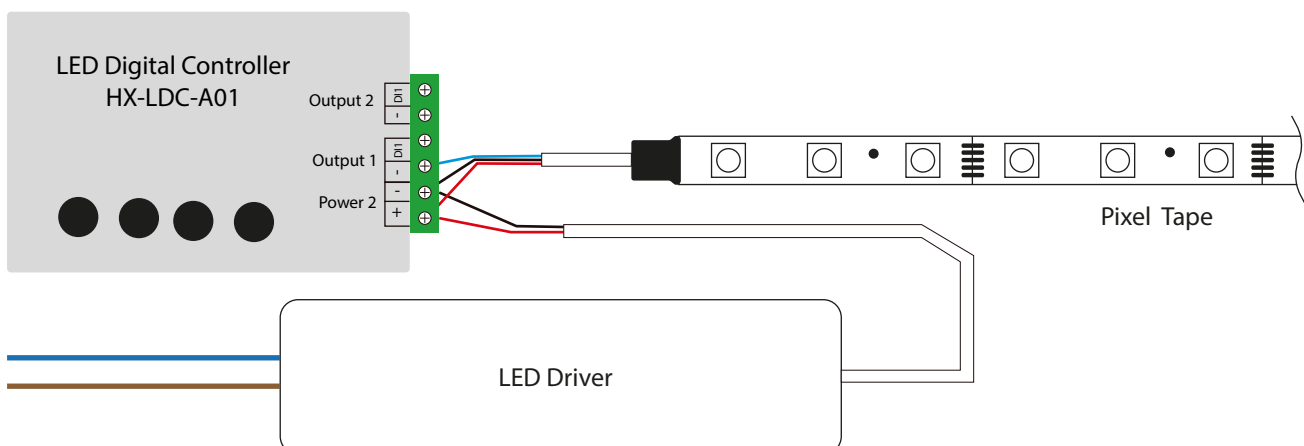 LED Digital Controller
HX-LDC-A01
Output 2
DI1
-
Output 1
DI1
-
Power 2
-
+
Pixel Tape
LED Driver